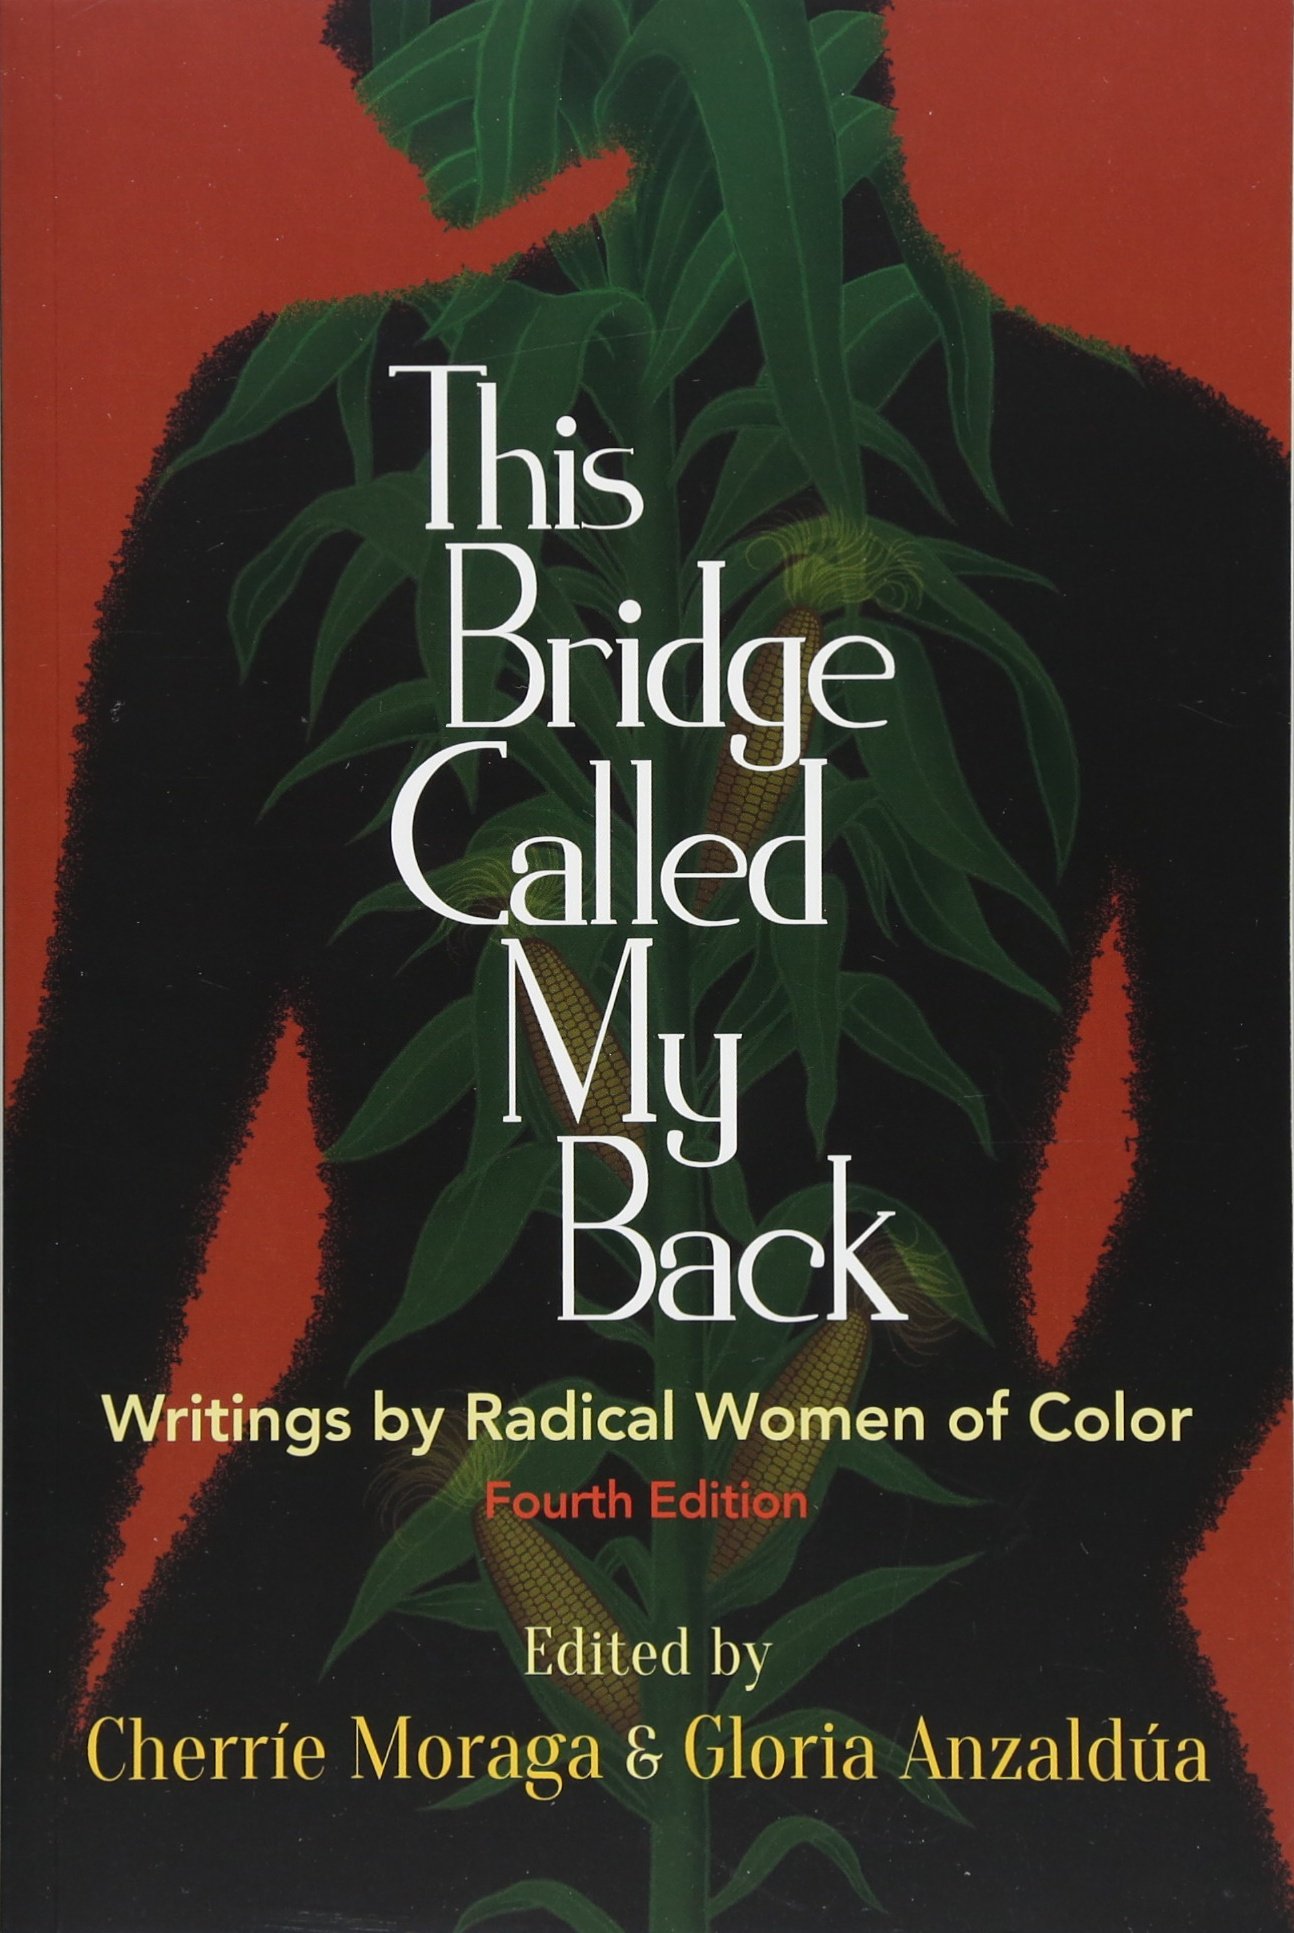 This
Bridge
Called
My
Back
Writings by Radical Women of Color
Fourth Edition
Edited by
Cherríe Moraga & Gloria Anzaldúa